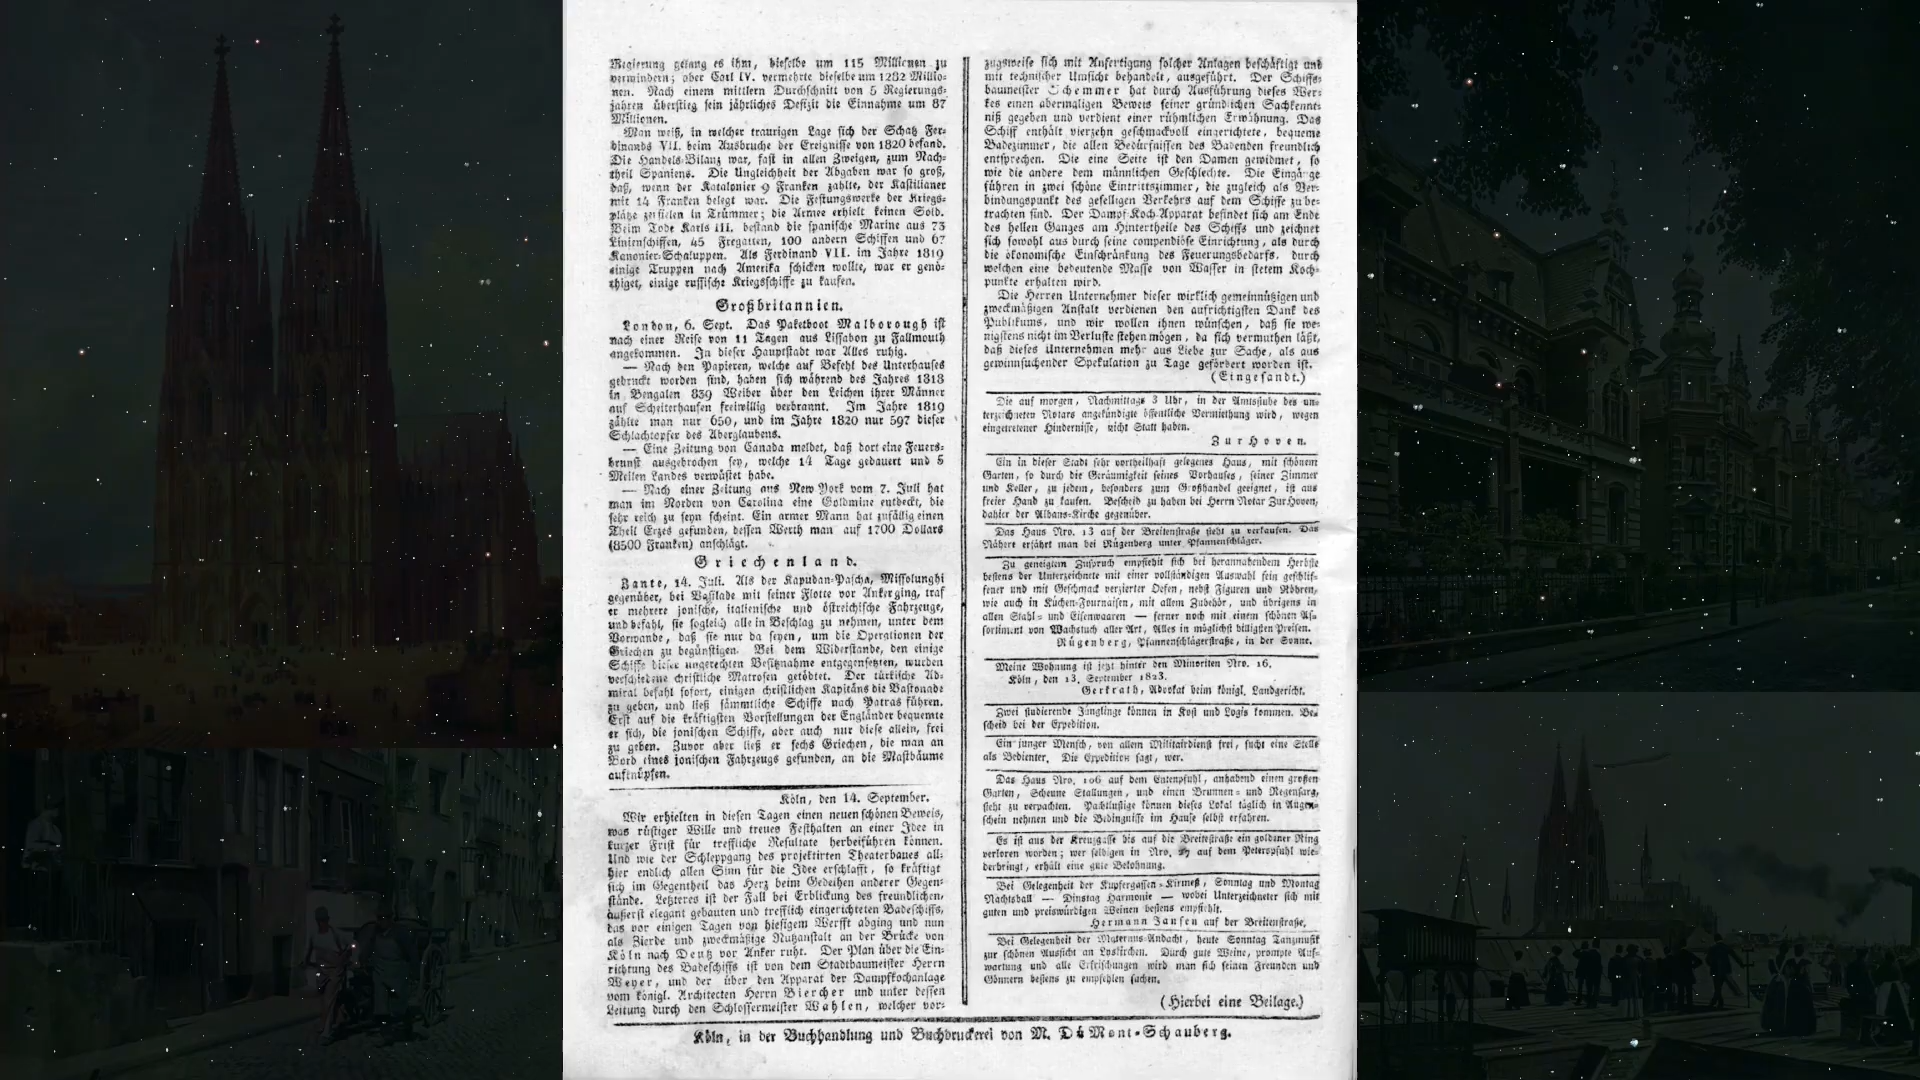 Regierung gelang es ihm, dieselbe um 115 Millionen zu
vermindern; aber Carl IV. vermehrte dieselbe um 1282 Millio-
nen. Nach einem mittlern Durchschnitt von 5 Regierungs-
jahren überstieg sein jährliches Defizit die Einnahme um 87
Millionen.
Man weiß, in welcher traurigen Lage sich der Schatz Fer-
dinands VII. beim Ausbruche der Ereignisse von 1820 befand.
Die Handels-Bilanz war, fast in allen Zweigen, zum Nach-
theil Spaniens. Die Ungleichheit der Abgaben war so groß,
daß, wenn der Katalonier 9 Franken zahlte, der Kastilianer
mit 14 Franken belegt war. Die Festungswerke der Kriegs-
plätze zerfielen in Trümmer; die Armee erhielt keinen Sold.
Beim Tode Karls III. bestand die spanische Marine aus 73
Linienschiffen, 45 Fregatten, 100 andern Schiffen und 67
Kanonier-Schaluppen. Als Ferdinand VII. im Jahre 1819
einige Truppen nach Amerika schicken wollte, war er genö-
thiget, einige russische Kriegsschiffe zu kaufen.
Großbritannien.
London, 6. Sept. Das Paketboot Malborough ist
nach einer Reise von 11 Tagen aus Lissabon zu Fallmouth
angekommen. In dieser Hauptstadt war Alles ruhig.
— Nach den Papieren, welche auf Befehl des Unterhauses
gedruckt worden sind, haben sich während des Jahres 1818
in Bengalen 839 Weiber über den Leichen ihrer Männer
auf Scheiterhaufen freiwillig verbrannt. Im Jahre 1819
zählte man nur 650, und im Jahre 1820 nur 597 dieser
Schlachtopfer des Aberglaubens.
— Eine Zeitung von Canada meldet, daß dort eine Feuers-
brunst ausgebrochen sey, welche 14 Tage gedauert und 5
Meilen Landes verwüstet habe.
— Nach einer Zeitung aus New York vom 7. Juli hat
man im Norden von Carolina eine Goldmine entdeckt, die
sehr reich zu seyn scheint. Ein armer Mann hat zufällig einen
Theil Erzes gefunden, dessen Werth man auf 1700 Dollars
(8500 Franken) anschlägt.
Griechenland.
Zante, 14. Juli. Als der Kapudan-Pascha, Missolunghi
gegenüber, bei Vasilade mit seiner Flotte vor Anker ging, traf
er mehrere jonische, italienische und östreichische Fahrzeuge,
und befahl, sie sogleich alle in Beschlag zu nehmen, unter dem
Vorwande, daß sie nur da seyen, um die Operationen der
Griechen zu begünstigen. Bei dem Widerstande, den einige
Schiffe dieser ungerechten Besitznahme entgegensetzten, wurden
verschiedene christliche Matrosen getödtet. Der türkische Ad-
miral befahl sofort, einigen christlichen Kapitäns die Bastonade
zu geben, und ließ sämmtliche Schiffe nach Patras führen.
Erst auf die kräftigsten Vorstellungen der Engländer bequemte
er sich, die jonischen Schiffe, aber auch nur diese allein, frei
zu geben. Zuvor aber ließ er sechs Griechen, die man an
Bord eines jonischen Fahrzeugs gefunden, an die Mastbäume
aufknüpfen.
Köln, den 14. September.
Wir erhielten in diesen Tagen einen neuen schönen Beweis,
was rüstiger Wille und treues Festhalten an einer Idee in
kurzer Frist für treffliche Resultate herbeiführen können.
Und wie der Schleppgang des projektirten Theaterbaues all-
hier endlich allen Sinn für die Idee erschlafft, so kräftigt
sich im Gegentheil das Herz beim Gedeihen anderer Gegen-
stände. Letzteres ist der Fall bei Erblickung des freundlichen,
äußerst elegant gebauten und trefflich eingerichteten Badeschiffs,
das vor einigen Tagen von hiesigem Werfft abging und nun
als Zierde und zweckmäßige Nutzanstalt an der Brücke von
Köln nach Deutz vor Anker ruht. Der Plan über die Ein-
richtung des Badeschiffs ist von dem Stadtbaumeister Herrn
Weyer, und der über den Apparat der Dampfkochanlage
vom königl. Architecten Herrn Biercher und unter dessen
Leitung durch den Schlossermeister Wahlen, welcher vor-
zugsweise sich mit Anfertigung solcher Anlagen beschäftigt und
mit technischer Umsicht behandelt, ausgeführt. Der Schiffs-
baumeister Schemmer hat durch Ausführung dieses Wer-
kes einen abermaligen Beweis seiner gründlichen Sachkennt-
niß gegeben und verdient einer rühmlichen Erwähnung. Das
Schiff enthält vierzehn geschmackvoll eingerichtete, bequeme
Badezimmer, die allen Bedürfnissen des Badenden freundlich
entsprechen. Die eine Seite ist den Damen gewidmet, so
wie die andere dem männlichen Geschlechte. Die Eingänge
führen in zwei schöne Eintrittszimmer, die zugleich als Ver-
bindungspunkt des geselligen Verkehrs auf dem Schiffe zu be-
trachten sind. Der Dampf-Koch-Apparat befindet sich am Ende
des hellen Ganges am Hintertheile des Schiffs und zeichnet
sich sowohl aus durch seine compendiöse Einrichtung, als durch
die ökonomische Einschränkung des Feuerungsbedarfs, durch
welchen eine bedeutende Masse von Wasser in stetem Koch-
punkte erhalten wird.
Die Herren Unternehmer dieser wirklich gemeinnützigen und
zweckmäßigen Anstalt verdienen den aufrichtigsten Dank des
Publikums, und wir wollen ihnen wünschen, daß sie we-
nigstens nicht im Verluste stehen mögen, da sich vermuthen läßt,
daß dieses Unternehmen mehr aus Liebe zur Sache, als aus
gewinnsuchender Spekulation zu Tage gefördert worden ist.
(Eingesandt.)
Die auf morgen, Nachmittags 3 Uhr, in der Amtsstube des un-
terzeichneten Notars angekündigte öffentliche Vermiethung wird, wegen
eingetretener Hindernisse, nicht Statt haben.
Zur Hoven.
Ein in dieser Stadt sehr vortheilhaft gelegenes Haus, mit schönem
Garten, so durch die Geräumigkeit seines Vorhauses, seiner Zimmer
und Keller, zu jedem, besonders zum Großhandel geeignet, ist aus
freier Hand zu kaufen. Bescheid zu haben bei Herrn Notar Zur Hoven,
dahier der Albans-Kirche gegenüber.
Das Haus Nro. 13 auf der Breitenstraße steht zu verkaufen. Das
Nähere erfährt man bei Rügenberg unter Pfannenschläger.
Zu geneigtem Zuspruch empfiehlt sich bei herannahendem Herbste
bestens der Unterzeichnete mit einer vollständigen Auswahl fein geschlif-
fener und mit Geschmack verzierter Oefen, nebst Figuren und Röhren,
wie auch in Küchen-Fournaisen, mit allem Zubehör, und übrigens in
allen Stahl- und Eisenwaaren — ferner noch mit einem schönen As-
sortiment von Wachstuch aller Art, Alles in möglichst billigsten Preisen.
Rügenberg, Pfannenschlägerstraße, in der Sonne.
Meine Wohnung ist jetzt hinter den Minoriten Nro. 16.
Köln, den 13. September 1823.
Gerkrath, Advokat beim königl. Landgericht.
Zwei studierende Jünglinge können in Kost und Logis kommen. Be-
scheid bei der Expedition.
Ein junger Mensch, von allem Militairdienst frei, sucht eine Stelle
als Bedienter. Die Expedition sagt, wer.
Das Haus Nro. 106 auf dem Entenpfuhl, anhabend einen großen
Garten, Scheune Stallungen, und einen Brunnen- und Regensarg,
steht zu verpachten. Pachtlustige können dieses Lokal täglich in Augen-
schein nehmen und die Bedingnisse im Hause selbst erfahren.
Es ist aus der Kreuzgasse bis auf die Breitestraße ein goldner Ring
verloren worden; wer selbigen in Nro. auf dem Peterspfuhl wie-
derbringt, erhält eine gute Belohnung.
Bei Gelegenheit der Kupfergassen-Kirmeß, Sonntag und Montag
Nachtsball — Dinstag Harmonie — wobei Unterzeichneter sich mit
guten und preiswürdigen Weinen bestens empfiehlt.
Hermann Jansen auf der Breitenstraße,
Bei Gelegenheit der Maternus-Andacht, heute Sonntag Tanzmusik
zur schönen Aussicht an Lyskirchen. Durch gute Weine, prompte Auf-
wartung und alle Erfrischungen wird man sich seinen Freunden und
Gönnern bestens zu empfehlen suchen.
(Hierbei eine Beilage.)
Köln, in der Buchhandlung und Buchdruckerei von M. DüMont-Schauberg.